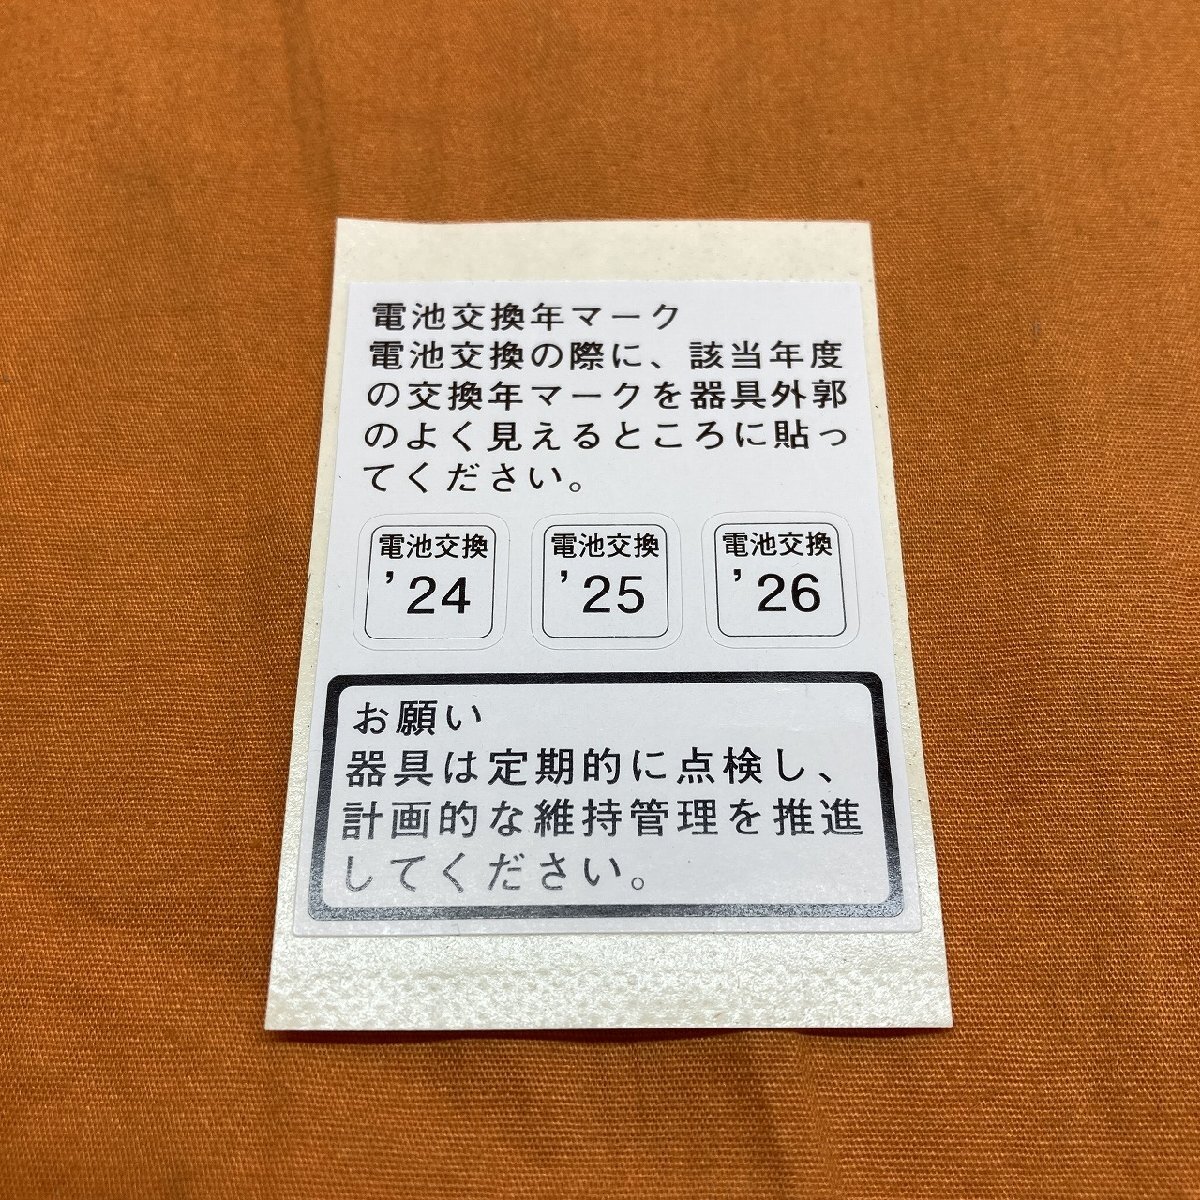 電池交換年マーク
電池交換の際に、該当年度
の交換年マークを器具外郭
のよく見えるところに貼っ
てください。
電池交換 電池交換 電池交換
’24 ’25 ’26
お願い
器具は定期的に点検し、
計画的な維持管理を推進
してください。